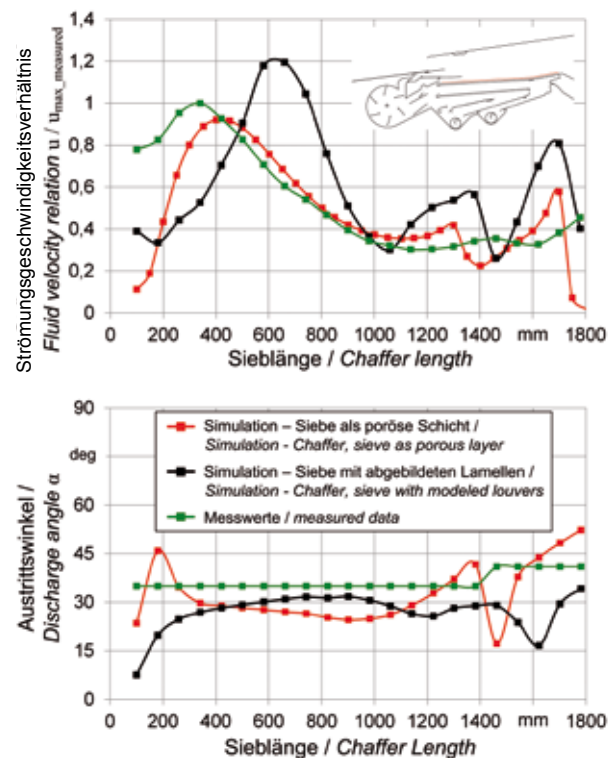 Strömungsgeschwindigkeitsverhältnis
Fluid velocity relation u / u_max_measured
1,4
1,2
1
0,8
0,6
0,4
0,2
0
0 200 400 600 800 1000 1200 1400 mm 1800
Sieblänge / Chaffer length
Austrittswinkel /
Discharge angle α
90
deg
60
45
30
15
0
Simulation – Siebe als poröse Schicht /
Simulation - Chaffer, sieve as porous layer
Simulation – Siebe mit abgebildeten Lamellen /
Simulation - Chaffer, sieve with modeled louvers
Messwerte / measured data
0 200 400 600 800 1000 1200 1400 mm 1800
Sieblänge / Chaffer Length